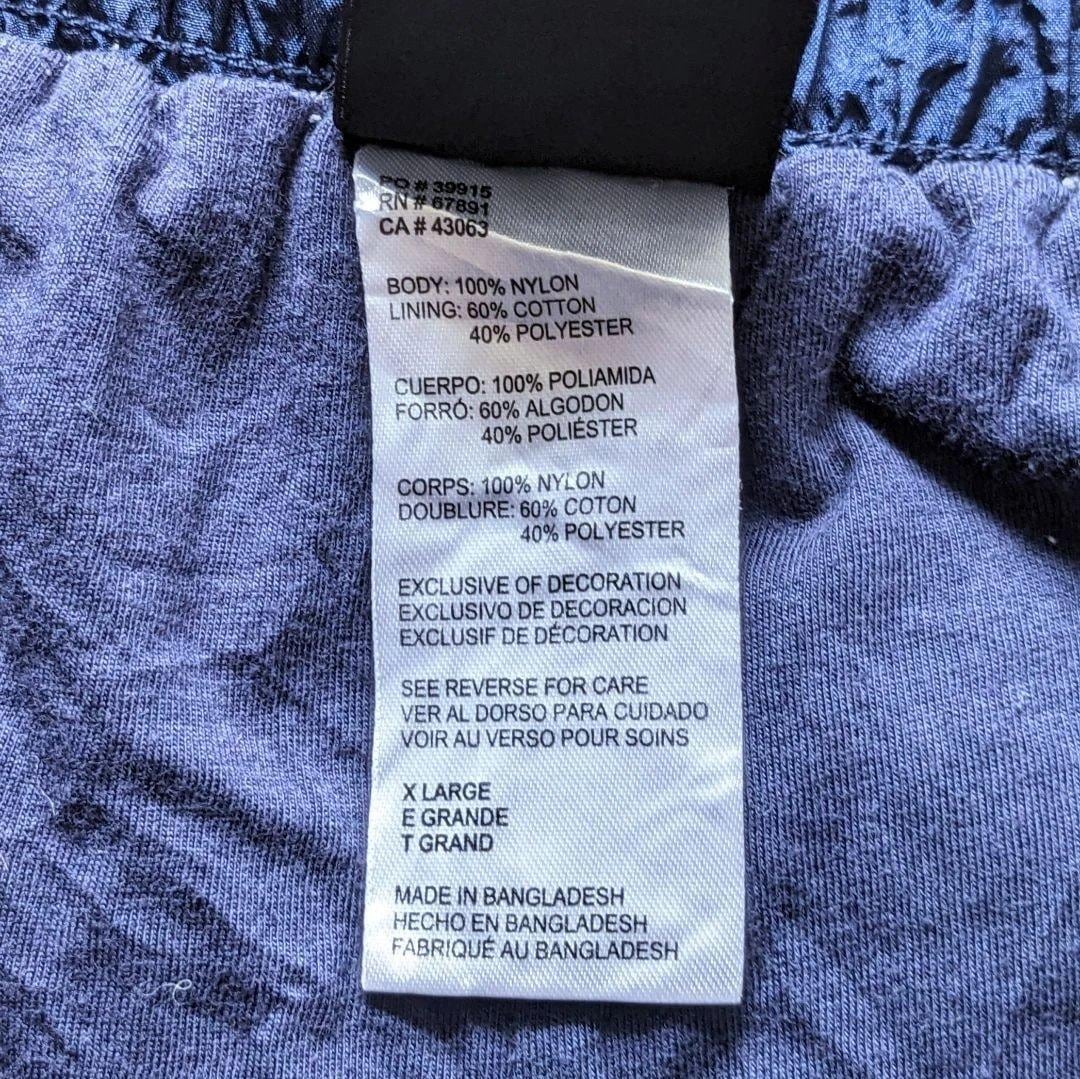 PO # 39915
RN # 67891
CA # 43063
BODY: 100% NYLON
LINING: 60% COTTON
40% POLYESTER
CUERPO: 100% POLIAMIDA
FORRÓ: 60% ALGODON
40% POLIÉSTER
CORPS: 100% NYLON
DOUBLURE: 60% COTON
40% POLYESTER
EXCLUSIVE OF DECORATION
EXCLUSIVO DE DECORACION
EXCLUSIF DE DÉCORATION
SEE REVERSE FOR CARE
VER AL DORSO PARA CUIDADO
VOIR AU VERSO POUR SOINS
X LARGE
E GRANDE
T GRAND
MADE IN BANGLADESH
HECHO EN BANGLADESH
FABRIQUÉ AU BANGLADESH